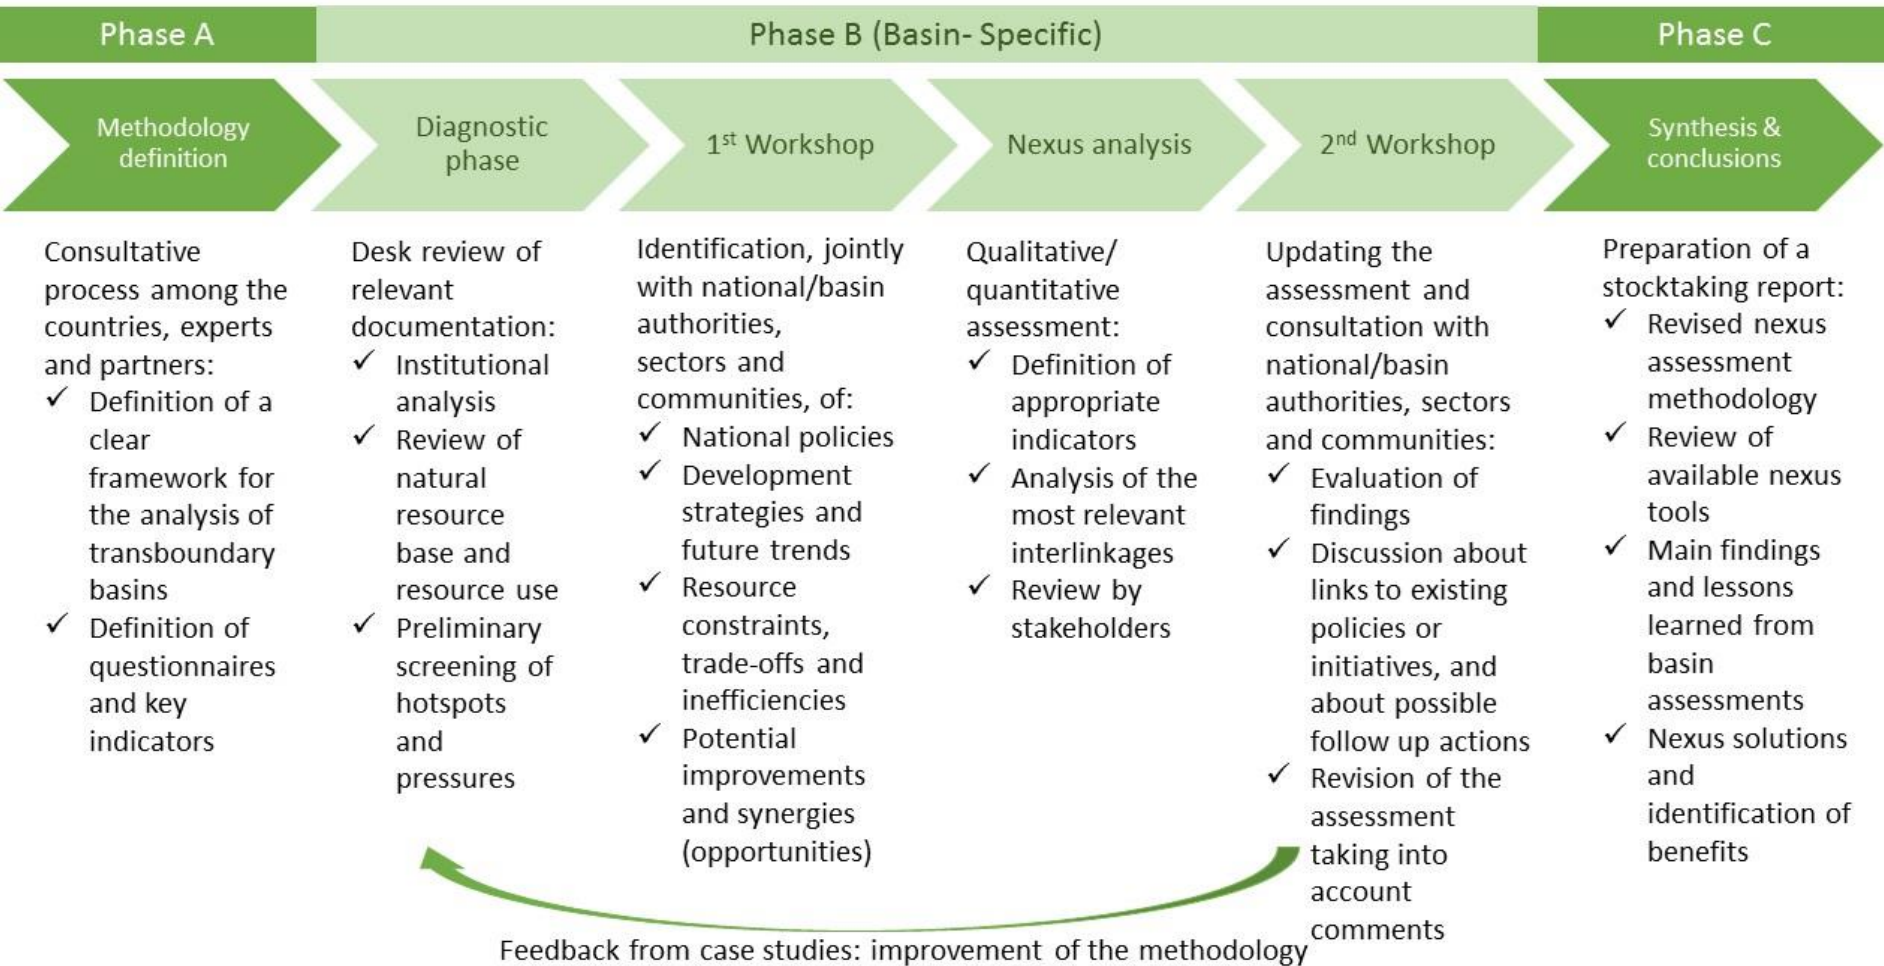 Phase A
Phase B (Basin- Specific)
Phase C
Methodology
definition
Diagnostic
phase
1st Workshop
Nexus analysis
2nd Workshop
Synthesis &
conclusions
Consultative
process among the
countries, experts
and partners:
✓ Definition of a
clear
framework for
the analysis of
transboundary
basins
✓ Definition of
questionnaires
and key
indicators
Desk review of
relevant
documentation:
✓ Institutional
analysis
✓ Review of
natural
resource
base and
resource use
✓ Preliminary
screening of
hotspots
and
pressures
Identification, jointly
with national/basin
authorities,
sectors and
communities, of:
✓ National policies
✓ Development
strategies and
future trends
✓ Resource
constraints,
trade-offs and
inefficiencies
✓ Potential
improvements
and synergies
(opportunities)
Qualitative/
quantitative
assessment:
✓ Definition of
appropriate
indicators
✓ Analysis of the
most relevant
interlinkages
✓ Review by
stakeholders
Updating the
assessment and
consultation with
national/basin
authorities, sectors
and communities:
✓ Evaluation of
findings
✓ Discussion about
links to existing
policies or
initiatives, and
about possible
follow up actions
✓ Revision of the
assessment
taking into
account
comments
Preparation of a
stocktaking report:
✓ Revised nexus
assessment
methodology
✓ Review of
available nexus
tools
✓ Main findings
and lessons
learned from
basin
assessments
✓ Nexus solutions
and
identification of
benefits
Feedback from case studies: improvement of the methodology